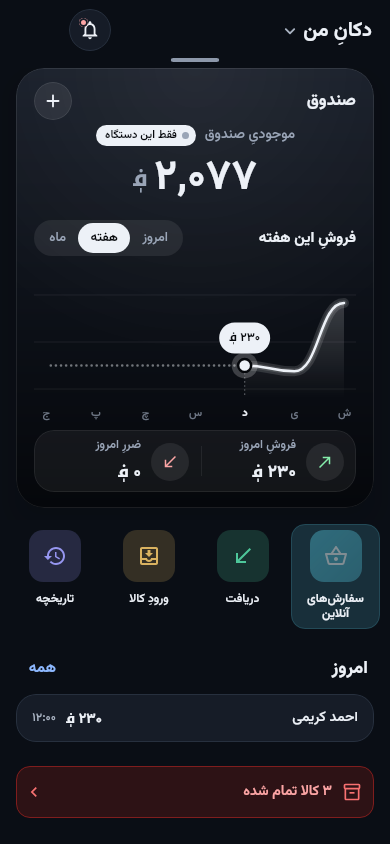 دکانِ من
صندوق
موجودیِ صندوق
فقط این دستگاه
۲,۰۷۷ ؋
فروشِ این هفته
امروز
هفته
ماه
۲۳۰ ؋
ش ی د س چ پ ج
فروشِ امروز
۲۳۰ ؋
ضررِ امروز
۰ ؋
سفارش‌های
آنلاین
دریافت
ورودِ کالا
تاریخچه
امروز
همه
احمد کریمی
۲۳۰ ؋
۱۲:۰۰
۳ کالا تمام شده